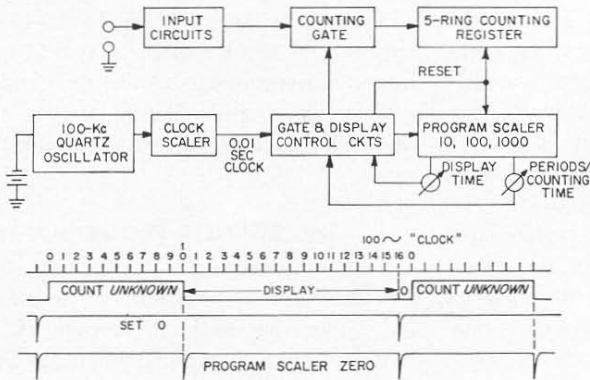 INPUT
CIRCUITS
COUNTING
GATE
5-RING COUNTING
REGISTER
RESET
100-Kc
QUARTZ
OSCILLATOR
CLOCK
SCALER
0.01
SEC
CLOCK
GATE & DISPLAY
CONTROL CKTS
PROGRAM SCALER
10, 100, 1000
DISPLAY
TIME
PERIODS/
COUNTING
TIME
100~ "CLOCK"
t
0 1 2 3 4 5 6 7 8 9 0 1 2 3 4 5 6 7 8 9 10 11 12 13 14 15 16 0
COUNT UNKNOWN
DISPLAY
0
COUNT UNKNOWN
SET 0
PROGRAM SCALER ZERO